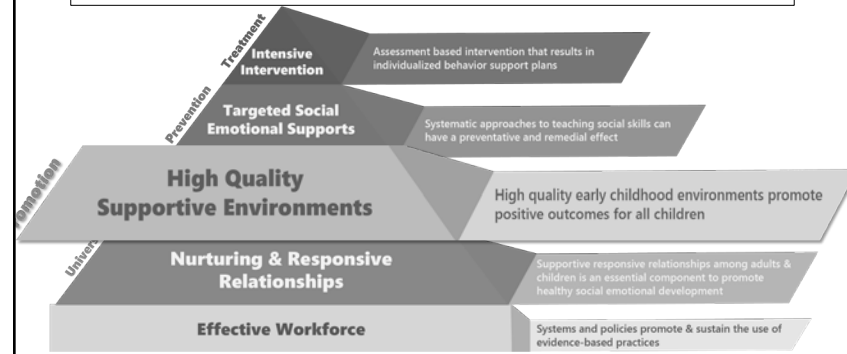 Treatment
Intensive
Intervention
Assessment based intervention that results in
individualized behavior support plans
Prevention
Targeted Social
Emotional Supports
Systematic approaches to teaching social skills can
have a preventative and remedial effect
High Quality
Supportive Environments
High quality early childhood environments promote
positive outcomes for all children
Nurturing & Responsive
Relationships
Supportive responsive relationships among adults &
children is an essential component to promote
healthy social emotional development
Effective Workforce
Systems and policies promote & sustain the use of
evidence-based practices